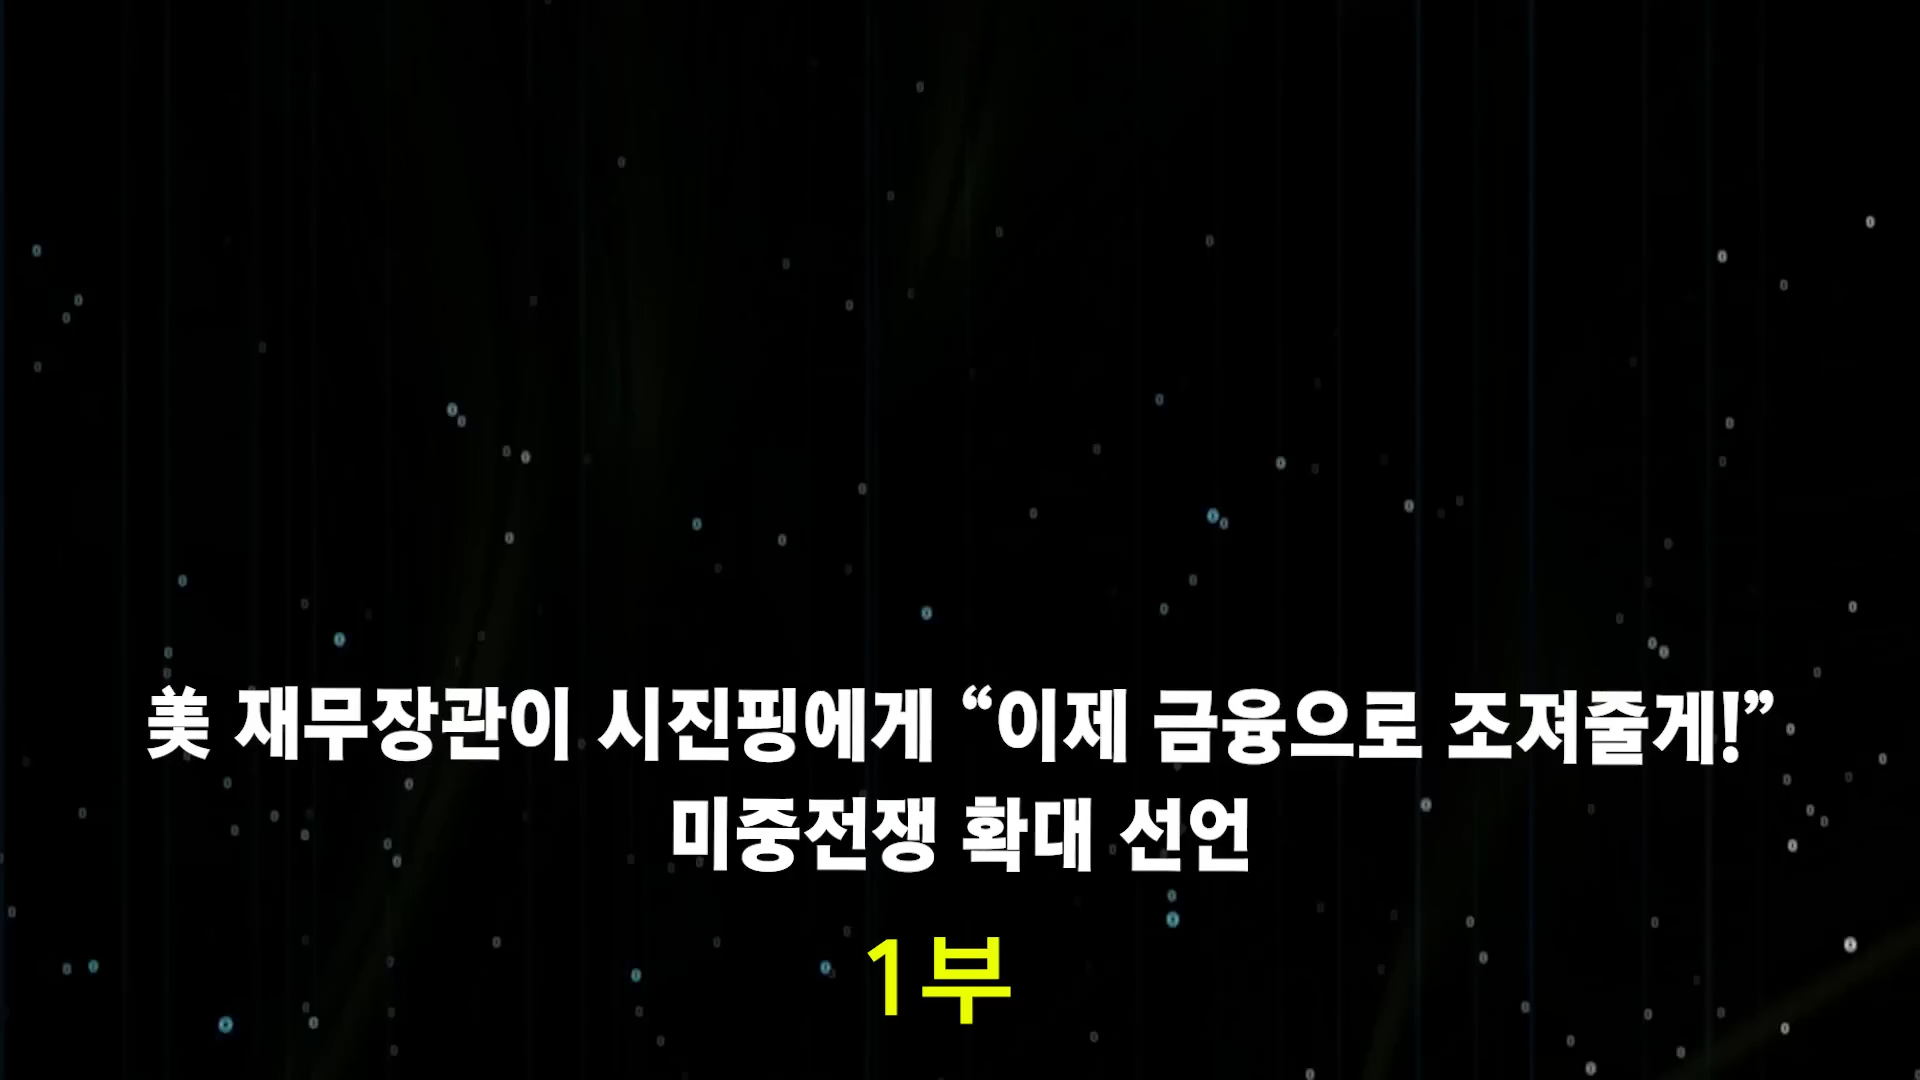 美 재무장관이 시진핑에게 “이제 금융으로 조져줄게!”
미중전쟁 확대 선언
1부